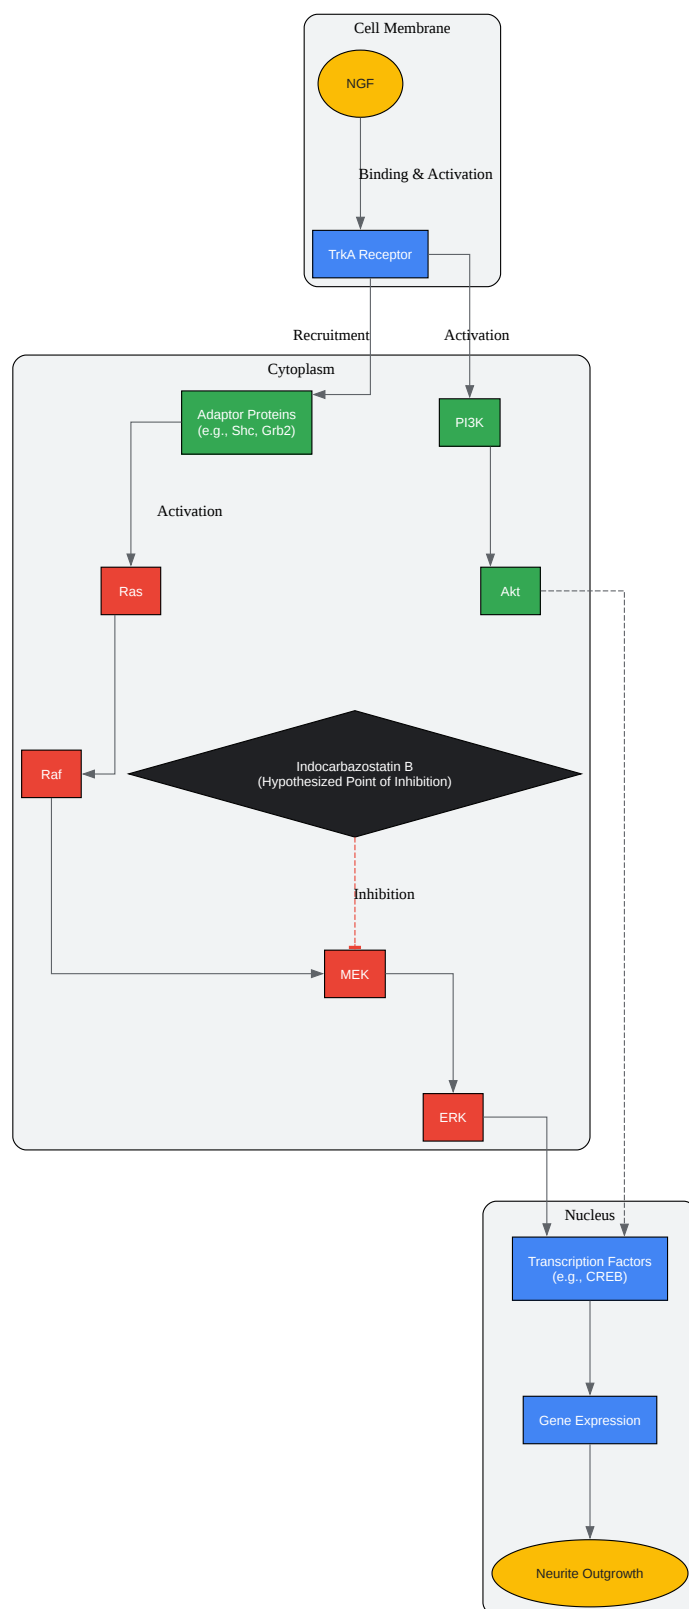 Cell Membrane
NGF
Binding & Activation
TrkA Receptor
Recruitment
Activation
Cytoplasm
Adaptor Proteins
(e.g., Shc, Grb2)
PI3K
Activation
Ras
Akt
Indocarbazostatin B
(Hypothesized Point of Inhibition)
Raf
Inhibition
MEK
ERK
Nucleus
Transcription Factors
(e.g., CREB)
Gene Expression
Neurite Outgrowth